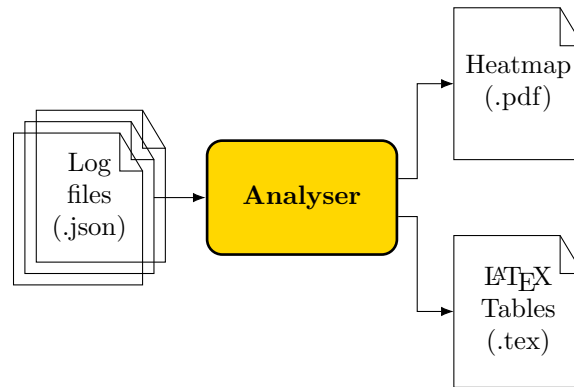 Log
files
(.json)
Analyser
Heatmap
(.pdf)
LATEX
Tables
(.tex)